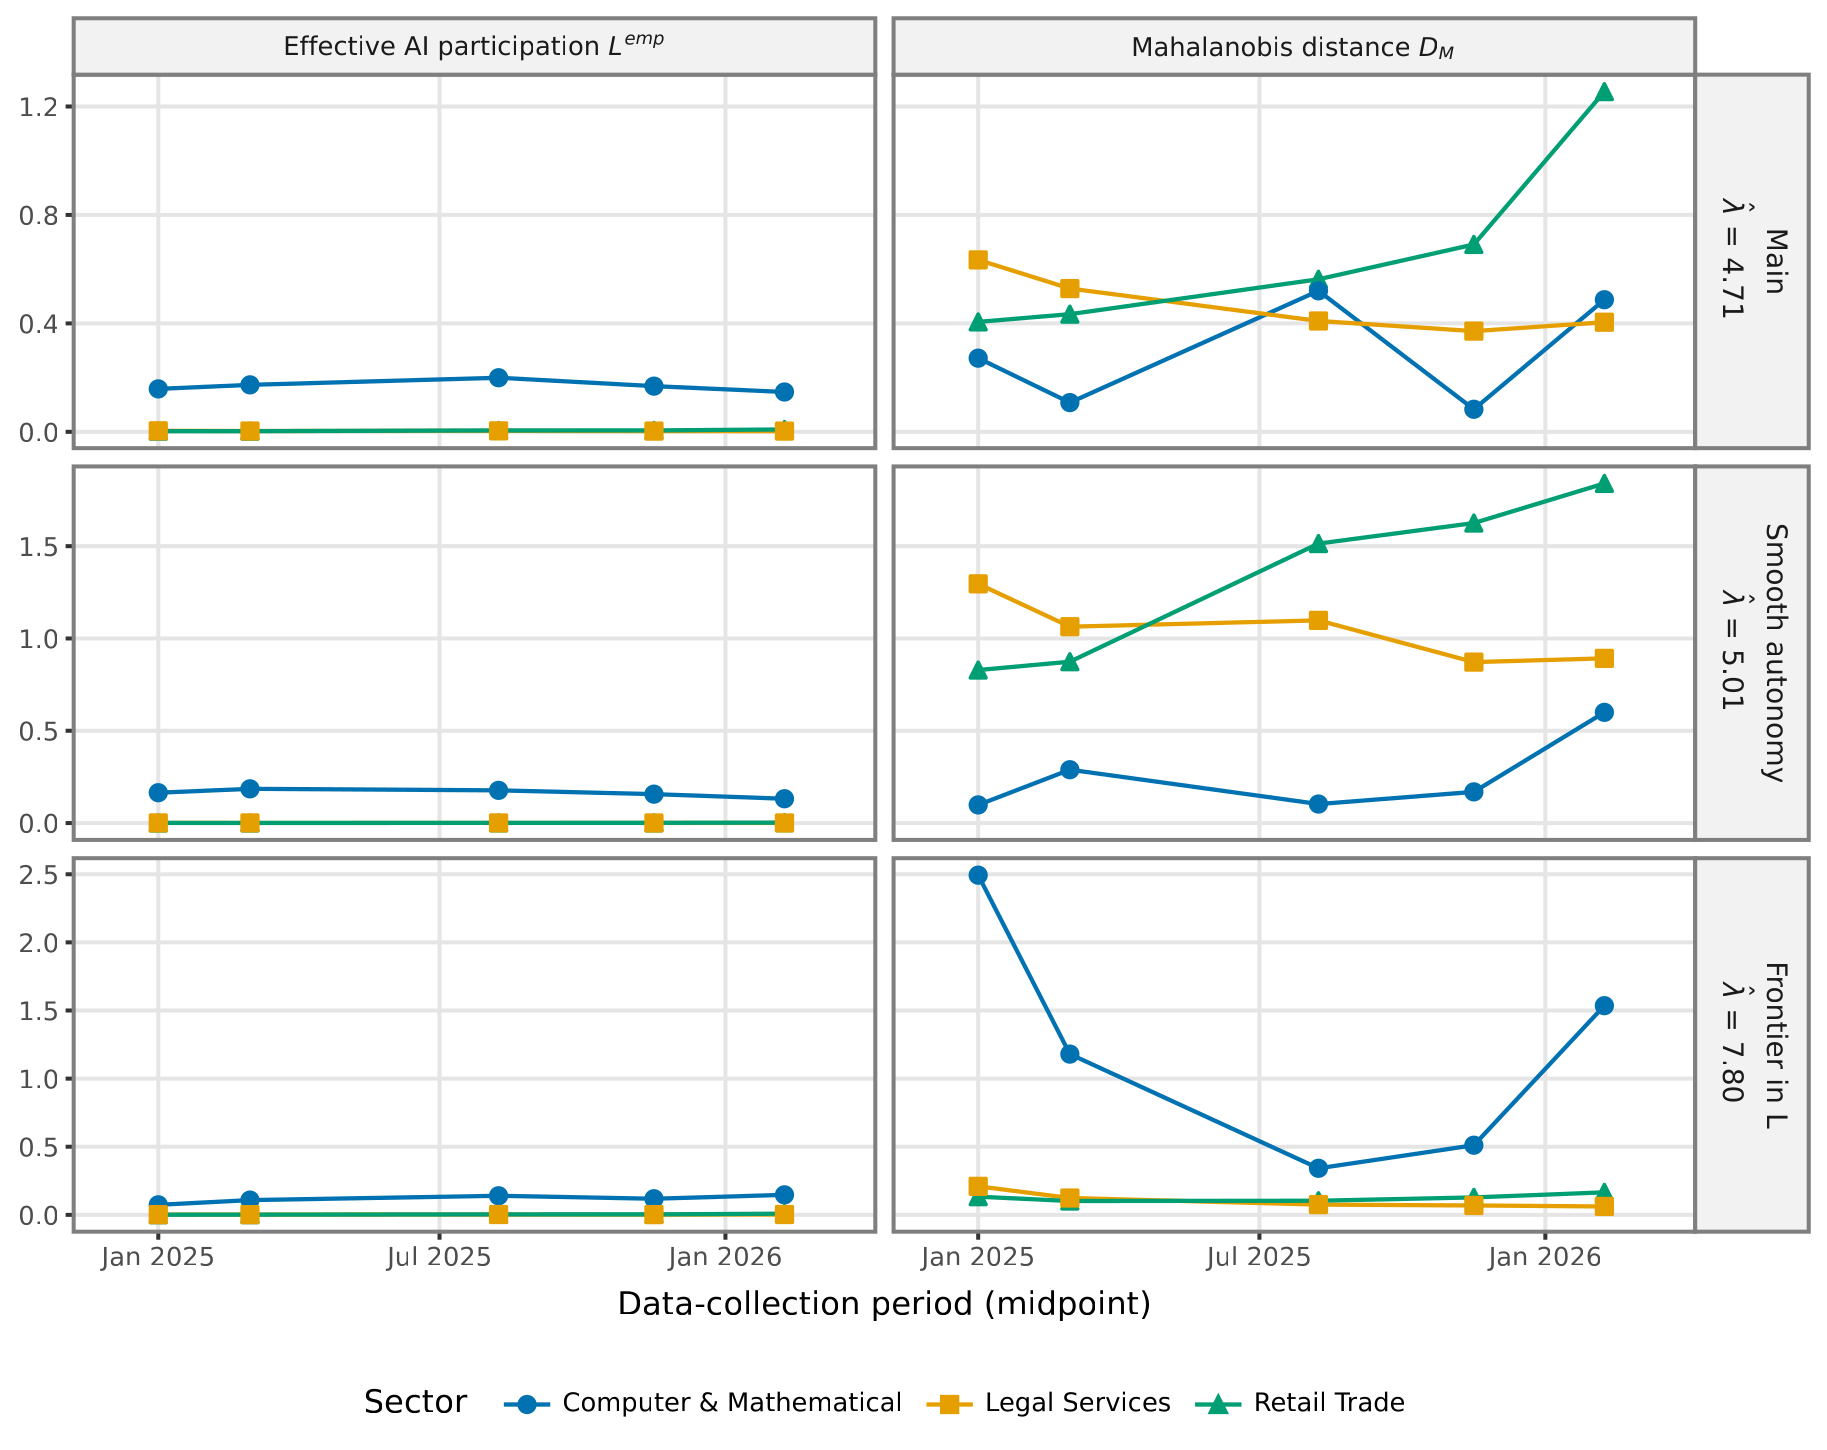 Effective AI participation L^emp
Mahalanobis distance D_M
1.2
0.8
0.4
0.0
Main
λ̂ = 4.71
1.5
1.0
0.5
0.0
Smooth autonomy
λ̂ = 5.01
2.5
2.0
1.5
1.0
0.5
0.0
Frontier in L
λ̂ = 7.80
Jan 2025 Jul 2025 Jan 2026 Jan 2025 Jul 2025 Jan 2026
Data-collection period (midpoint)
Sector Computer & Mathematical Legal Services Retail Trade